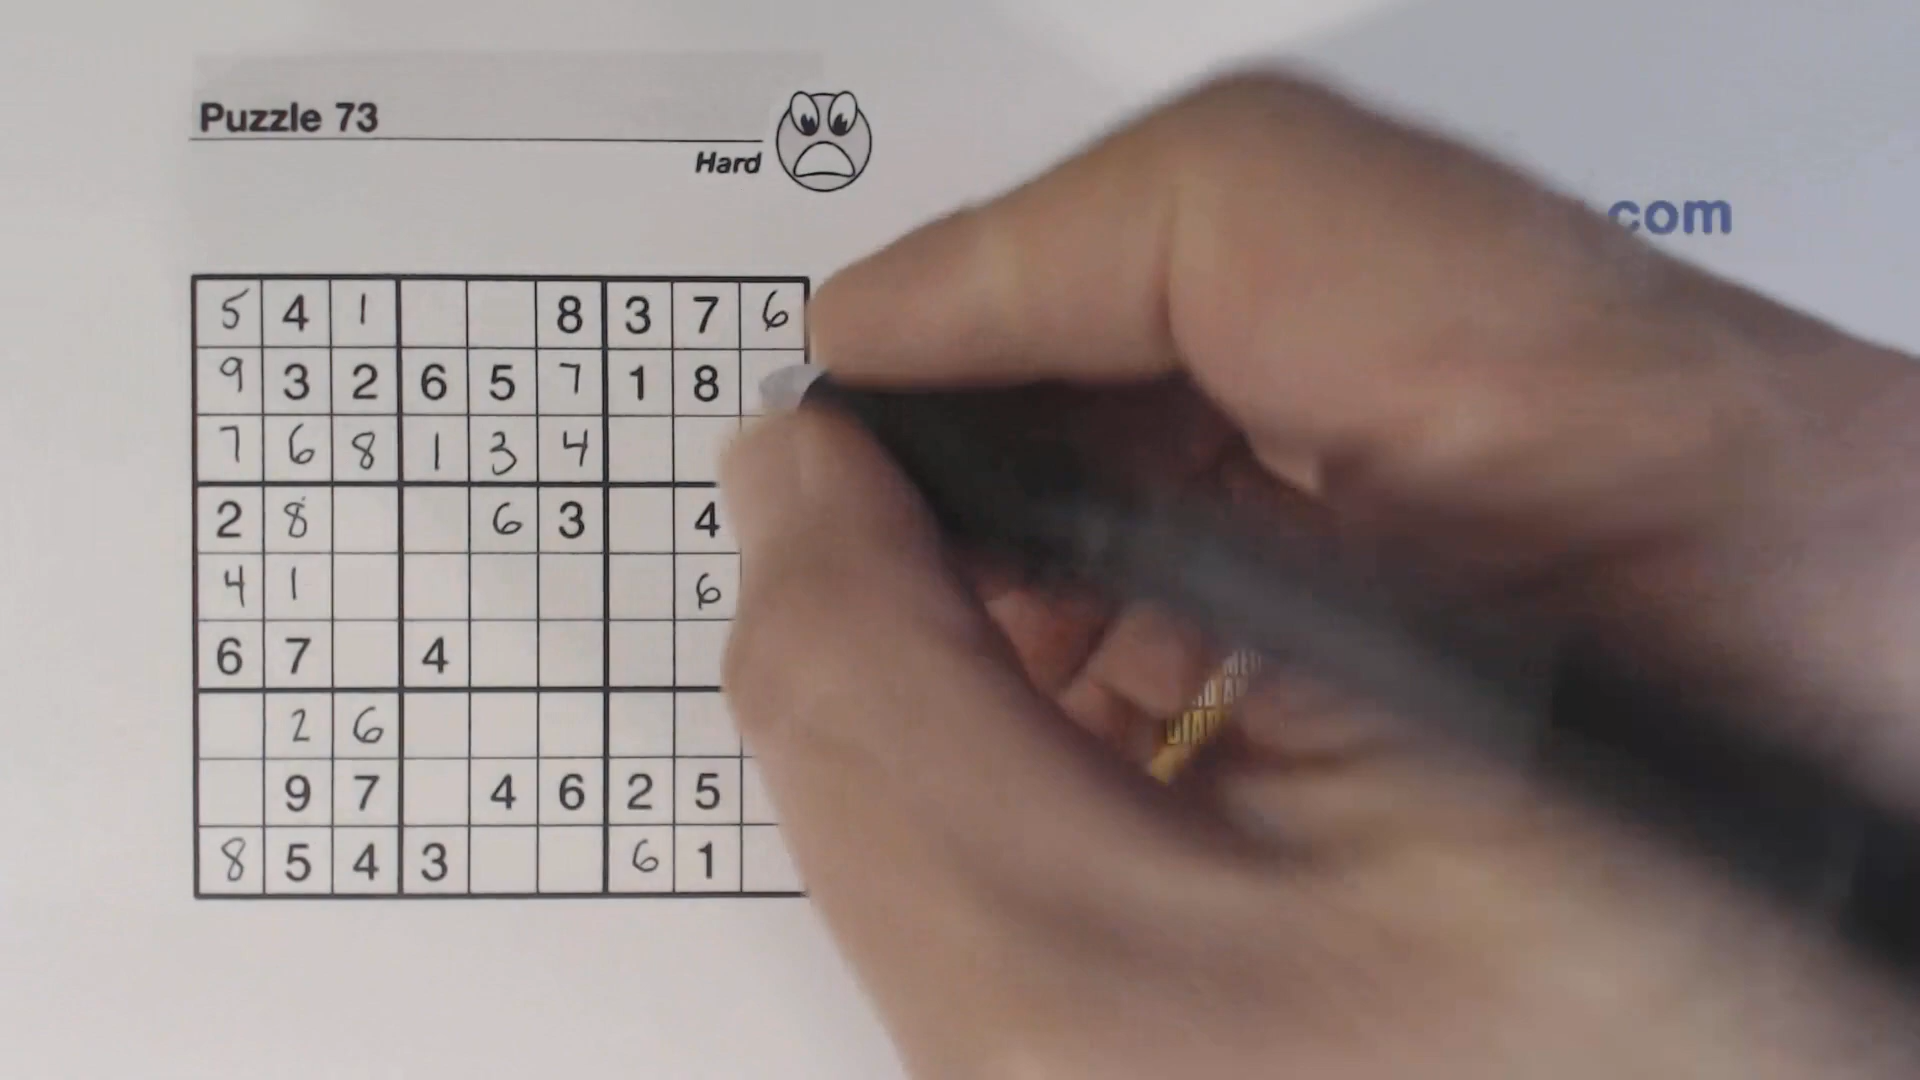 Puzzle 73
Hard
.com
5 4 1 8 3 7 6
9 3 2 6 5 7 1 8
7 6 8 1 3 4
2 8 6 3 4
4 1 6
6 7 4
2 6
9 7 4 6 2 5
8 5 4 3 6 1